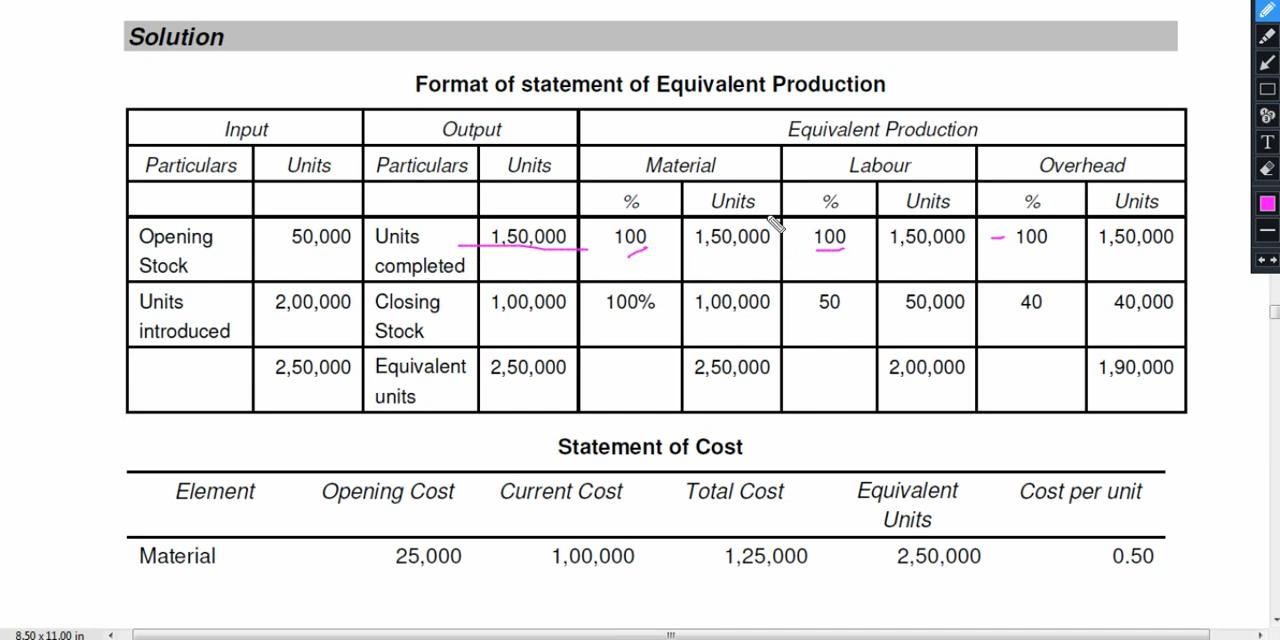 Solution
Format of statement of Equivalent Production
Input Output Equivalent Production
Particulars Units Particulars Units Material Labour Overhead
% Units % Units % Units
Opening Stock 50,000 Units completed 1,50,000 100 1,50,000 100 1,50,000 100 1,50,000
Units introduced 2,00,000 Closing Stock 1,00,000 100% 1,00,000 50 50,000 40 40,000
2,50,000 Equivalent units 2,50,000 2,50,000 2,00,000 1,90,000
Statement of Cost
Element Opening Cost Current Cost Total Cost Equivalent Units Cost per unit
Material 25,000 1,00,000 1,25,000 2,50,000 0.50
8.50 x 11.00 in
T